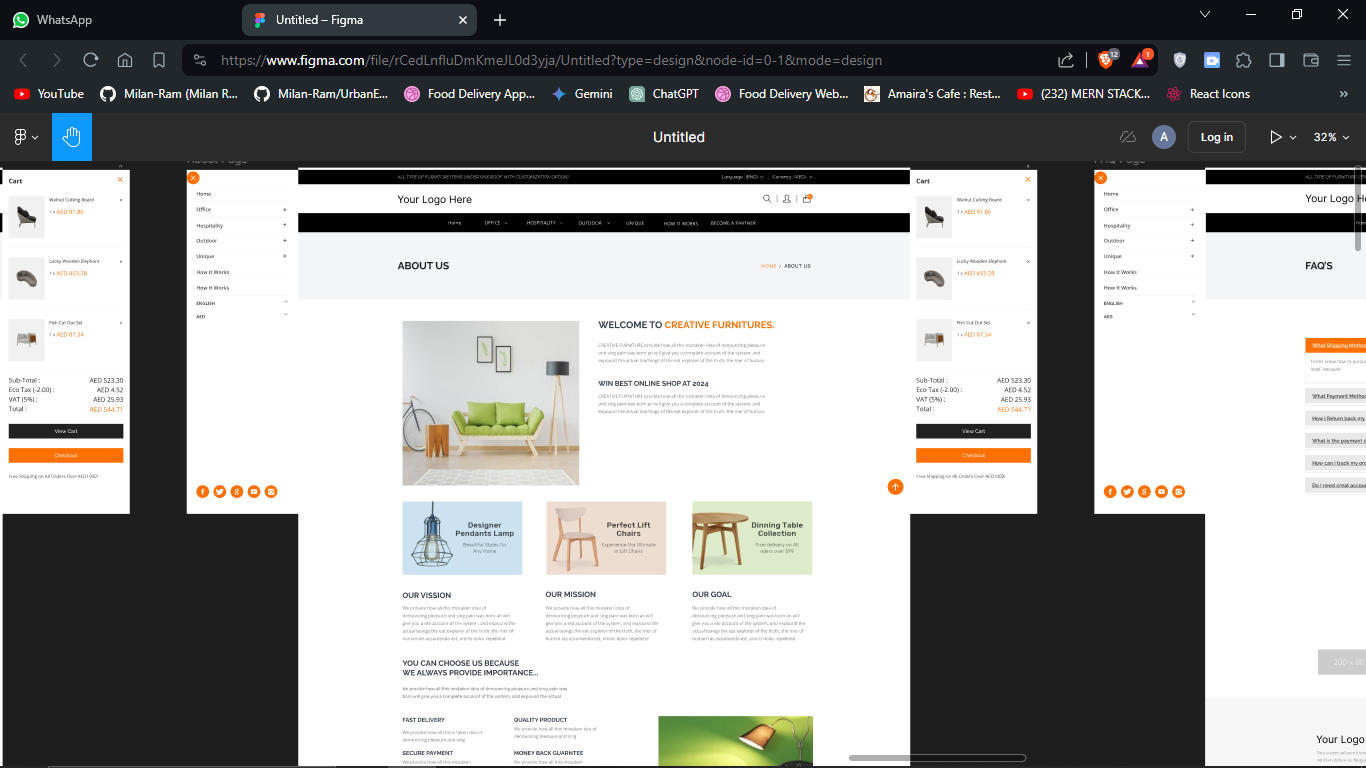 WhatsApp
Untitled – Figma
12
1
https://www.figma.com/file/rCedLnfluDmKmeJL0d3yja/Untitled?type=design&node-id=0-1&mode=design
YouTube
Milan-Ram (Milan R...
Milan-Ram/UrbanE...
Food Delivery App...
Gemini
ChatGPT
Food Delivery Web...
Amaira's Cafe : Rest...
(232) MERN STACK...
React Icons
Untitled
A
Log in
32%
Cart
Walnut Cutting Board
1 x AED 91.86
Lucky Wooden Elephant
1 x AED 453.28
Fish Cut Out Set
1 x AED 87.34
Sub-Total : AED 523.30
Eco Tax (-2.00) : AED 4.52
VAT (5%) : AED 25.93
Total : AED 544.71
View Cart
Checkout
Free Shipping on All Orders Over AED1000!
Home
Office +
Hospitality +
Outdoor +
Unique +
How It Works
How It Works
ENGLISH
AED
ALL TYPE OF FURNITURE ITEMS UNDER ONE ROOF WITH CUSTOMIZATION OPTION!
Language: (ENG)
Currency: (AED)
Your Logo Here
Home
OFFICE
HOSPITALITY
OUTDOOR
UNIQUE
HOW IT WORKS
BECOME A PARTNER
ABOUT US
HOME / ABOUT US
WELCOME TO CREATIVE FURNITURES.
CREATIVE FURNITURE provide how all this mistaken idea of denouncing pleasure
and sing pain was born an will give you a complete account of the system, and
expound the actual teachings of the eat explorer of the truth, the mer of human.
WIN BEST ONLINE SHOP AT 2024
CREATIVE FURNITURE provide how all this mistaken idea of denouncing pleasure
and sing pain was born an will give you a complete account of the system, and
expound the actual teachings of the eat explorer of the truth, the mer of human.
Designer
Pendants Lamp
Beautiful Styles for
Any Home
Perfect Lift
Chairs
Experience the Ultimate
in Lift Chairs
Dinning Table
Collection
Free delivery on All
oders over $99
OUR VISSION
We provide how all this mistaken idea of
denouncing pleasure and sing pain was born an will
give you a ete account of the system, and expound the
actual teangs the eat explorer of the truth, the mer of
human tas assumenda est, omnis dolor repellend
OUR MISSION
We provide how all this mistaken idea of
denouncing pleasure and sing pain was born an will
give you a ete account of the system, and expound the
actual teangs the eat explorer of the truth, the mer of
human tas assumenda est, omnis dolor repellend
OUR GOAL
We provide how all this mistaken idea of
denouncing pleasure and sing pain was born an will
give you a ete account of the system, and expound the
actual teangs the eat explorer of the truth, the mer of
human tas assumenda est, omnis dolor repellend
YOU CAN CHOOSE US BECAUSE
WE ALWAYS PROVIDE IMPORTANCE...
We provide how all this mistaken idea of denouncing pleasure and sing pain was
born will give you a complete account of the system, and expound the actual
FAST DELIVERY
We provide how all this is taken idea of
denouncing pleasure and sing
QUALITY PRODUCT
We provide how all this mistaken idea of
denouncing pleasure and sing
SECURE PAYMENT
We provide how all this mistaken
MONEY BACK GUARNTEE
We provide how all this mistaken
Cart
Walnut Cutting Board
1 x AED 91.86
Lucky Wooden Elephant
1 x AED 453.28
Fish Cut Out Set
1 x AED 87.34
Sub-Total : AED 523.30
Eco Tax (-2.00) : AED 4.52
VAT (5%) : AED 25.93
Total : AED 544.71
View Cart
Checkout
Free Shipping on All Orders Over AED1000!
FAQ Page
Home
Office +
Hospitality +
Outdoor +
Unique +
How It Works
How It Works
ENGLISH
AED
ALL TYPE OF FURNITURE
Your Logo He
FAQ'S
What Shipping Metho
What Payment Metho
How I Return back my
What is the payment s
How can I track my or
Do I need creat accoun
200 × 60
Your Logo